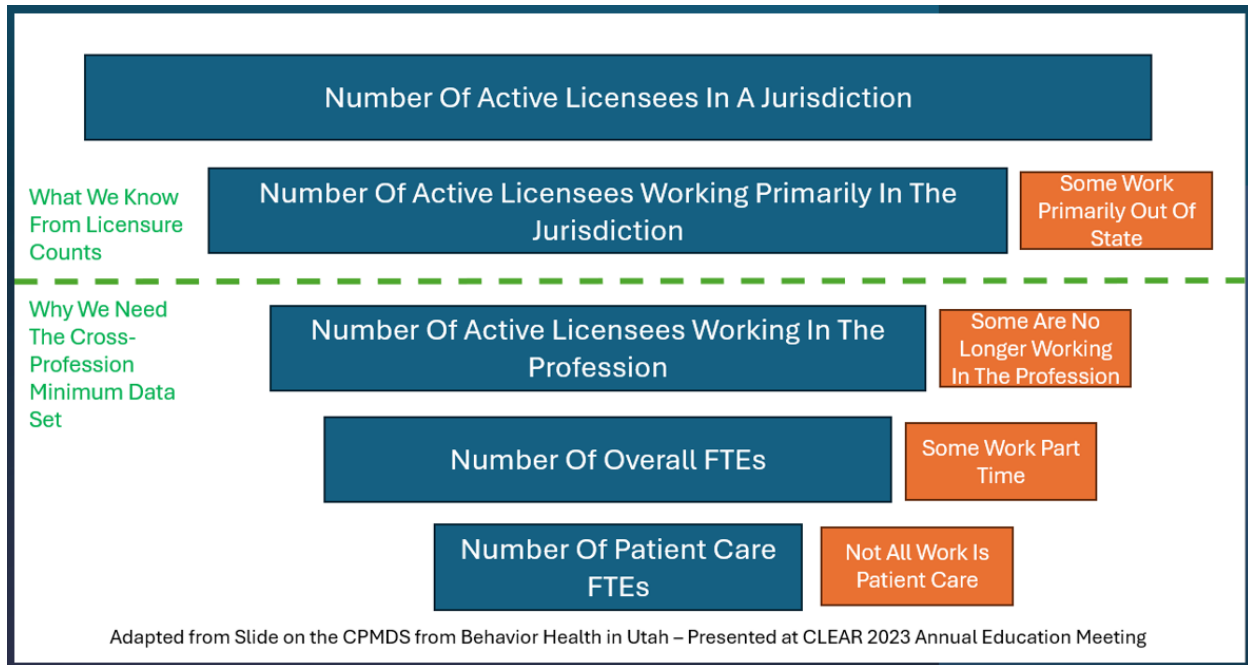 Number Of Active Licensees In A Jurisdiction
What We Know
From Licensure
Counts
Number Of Active Licensees Working Primarily In The
Jurisdiction
Some Work
Primarily Out Of
State
Why We Need
The Cross-
Profession
Minimum Data
Set
Number Of Active Licensees Working In The
Profession
Some Are No
Longer Working
In The Profession
Number Of Overall FTEs
Some Work Part
Time
Number Of Patient Care
FTEs
Not All Work Is
Patient Care
Adapted from Slide on the CPMDS from Behavior Health in Utah – Presented at CLEAR 2023 Annual Education Meeting